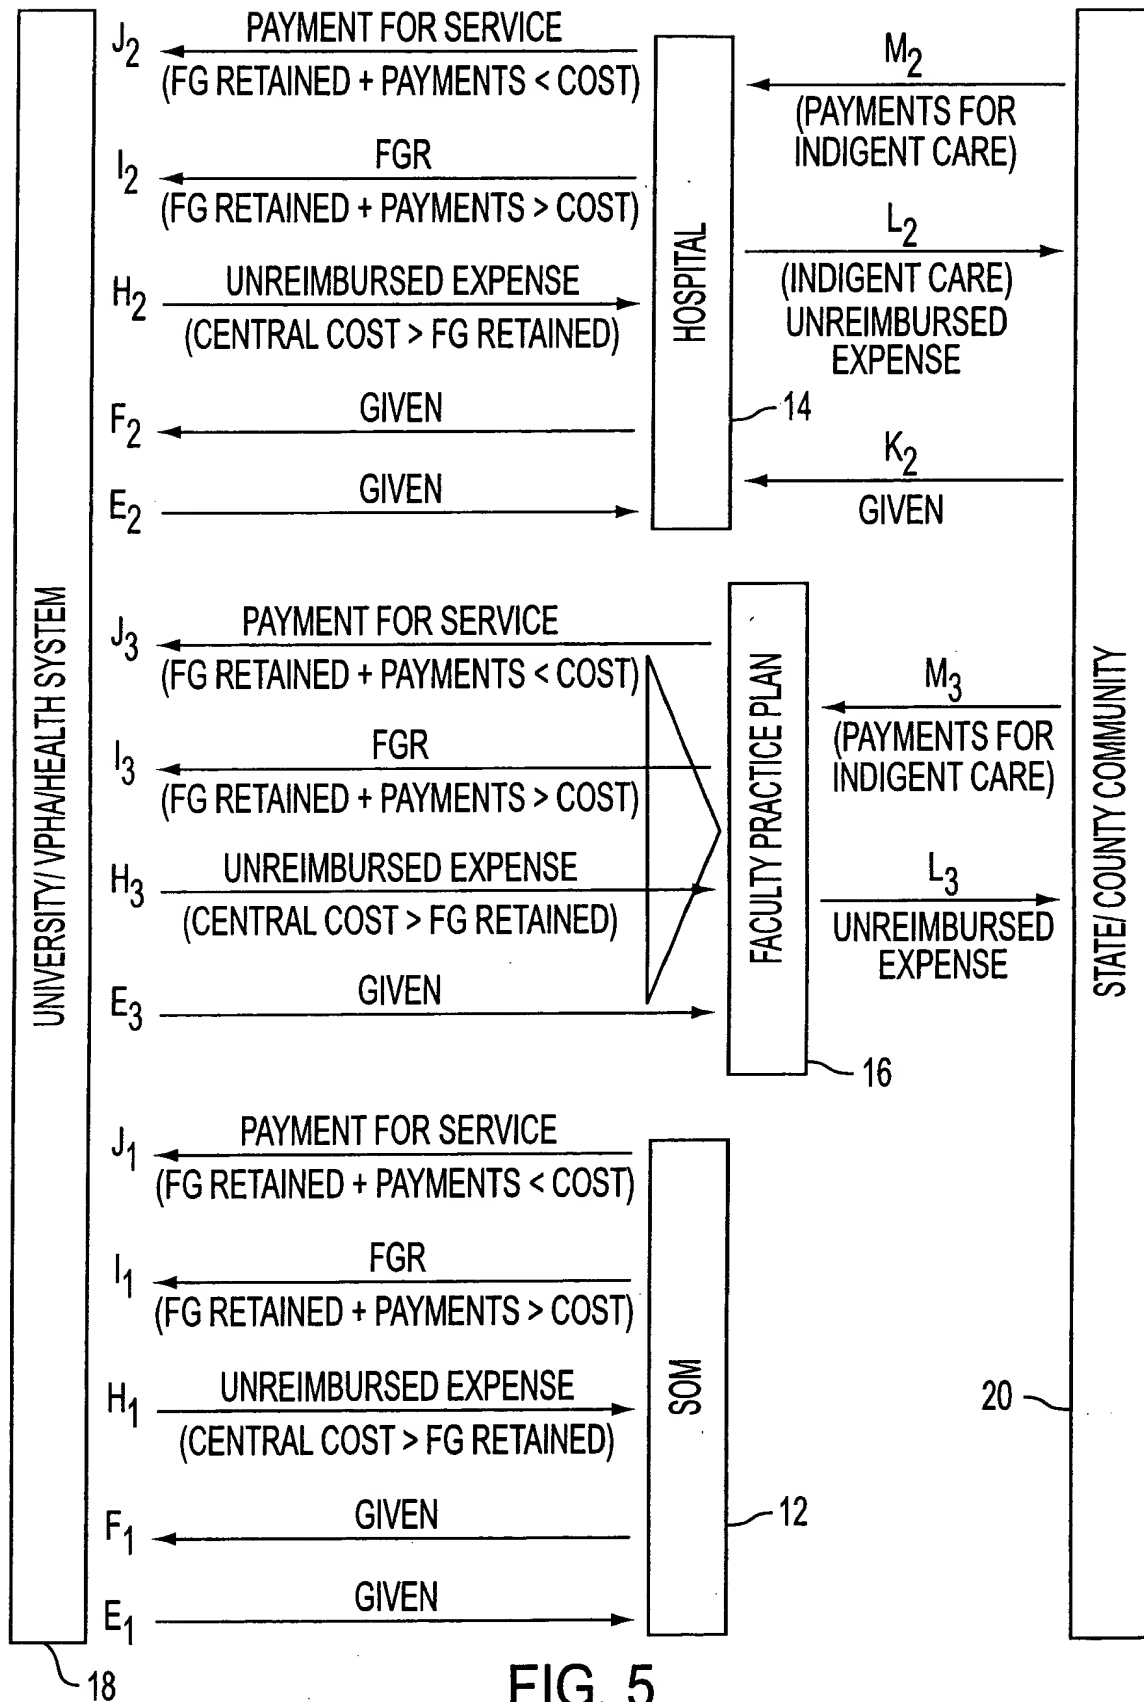 UNIVERSITY/ VPHA/HEALTH SYSTEM
18
J2
PAYMENT FOR SERVICE
(FG RETAINED + PAYMENTS < COST)
I2
FGR
(FG RETAINED + PAYMENTS > COST)
H2
UNREIMBURSED EXPENSE
(CENTRAL COST > FG RETAINED)
F2
GIVEN
E2
GIVEN
HOSPITAL
14
M2
(PAYMENTS FOR
INDIGENT CARE)
L2
(INDIGENT CARE)
UNREIMBURSED
EXPENSE
K2
GIVEN
J3
PAYMENT FOR SERVICE
(FG RETAINED + PAYMENTS < COST)
I3
FGR
(FG RETAINED + PAYMENTS > COST)
H3
UNREIMBURSED EXPENSE
(CENTRAL COST > FG RETAINED)
E3
GIVEN
FACULTY PRACTICE PLAN
16
M3
(PAYMENTS FOR
INDIGENT CARE)
L3
UNREIMBURSED
EXPENSE
J1
PAYMENT FOR SERVICE
(FG RETAINED + PAYMENTS < COST)
I1
FGR
(FG RETAINED + PAYMENTS > COST)
H1
UNREIMBURSED EXPENSE
(CENTRAL COST > FG RETAINED)
F1
GIVEN
E1
GIVEN
SOM
12
STATE/ COUNTY COMMUNITY
20
FIG. 5